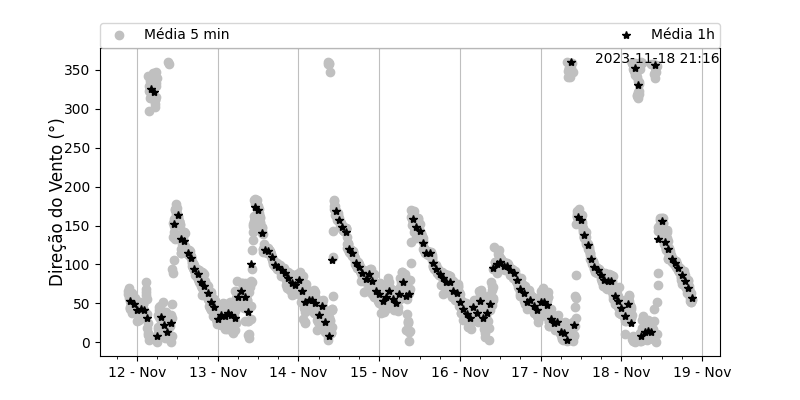 Média 5 min
Média 1h
2023-11-18 21:16
Direção do Vento (°)
350
300
250
200
150
100
50
0
12 - Nov
13 - Nov
14 - Nov
15 - Nov
16 - Nov
17 - Nov
18 - Nov
19 - Nov